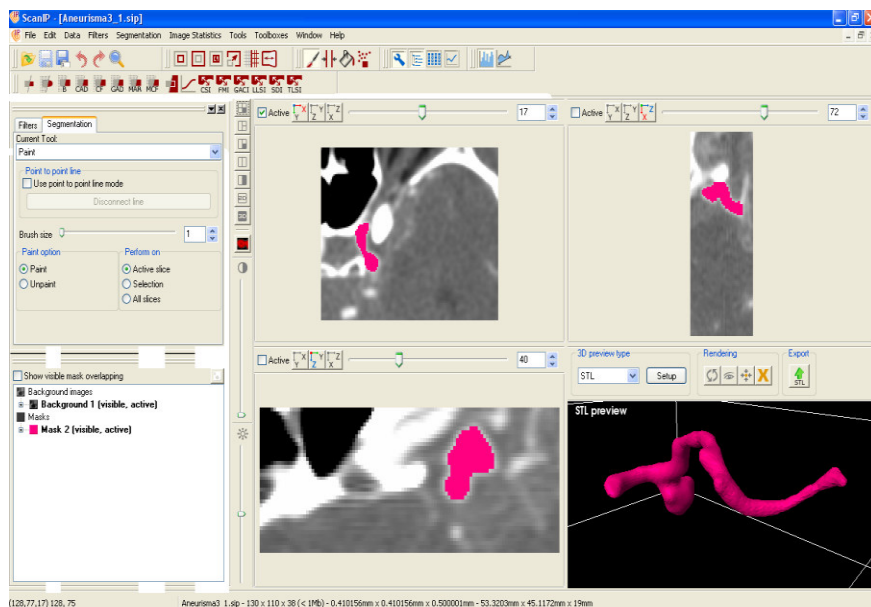 ScanIP - [Aneurisma3_1.sip]
File Edit Data Filters Segmentation Image Statistics Tools Toolboxes Window Help
B CAD CF GAD MAR MCF CSI FMI GACI LLSI SDI TLSI
Filters Segmentation
Current Tool:
Paint
Point to point line
Use point to point line mode
Disconnect line
Brush size 1
Paint option Perform on
Paint Active slice
Unpaint Selection
All slices
Show visible mask overlapping
Background images
Background 1 (visible, active)
Masks
Mask 2 (visible, active)
Active 17
Active 72
Active 40
3D preview type Rendering Export
STL Setup STL
STL preview
(128,77,17) 128, 75 Aneurisma3_1.sip - 130 x 110 x 38 (< 1Mb) - 0.410156mm x 0.410156mm x 0.500001mm - 53.3203mm x 45.1172mm x 19mm